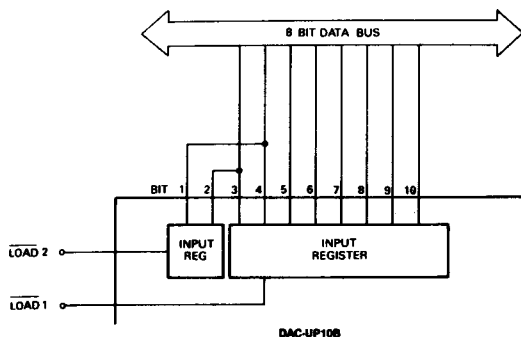 8 BIT DATA BUS
BIT 1 2 3 4 5 6 7 8 9 10
INPUT REG
INPUT REGISTER
LOAD 2
LOAD 1
DAC-UP10B